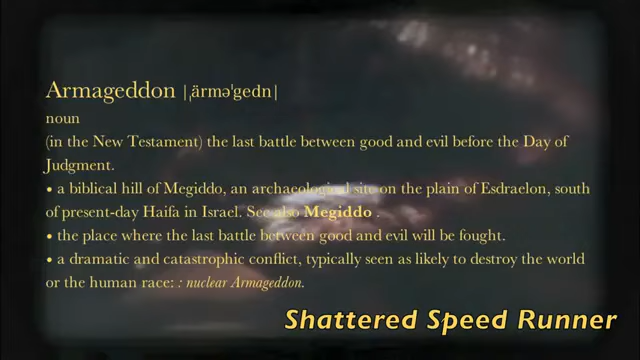 Armageddon |ˌärməˈgedn|
noun
(in the New Testament) the last battle between good and evil before the Day of
Judgment.
• a biblical hill of Megiddo, an archaeological site on the plain of Esdraelon, south
of present-day Haifa in Israel. See also Megiddo .
• the place where the last battle between good and evil will be fought.
• a dramatic and catastrophic conflict, typically seen as likely to destroy the world
or the human race: : nuclear Armageddon.
Shattered Speed Runner